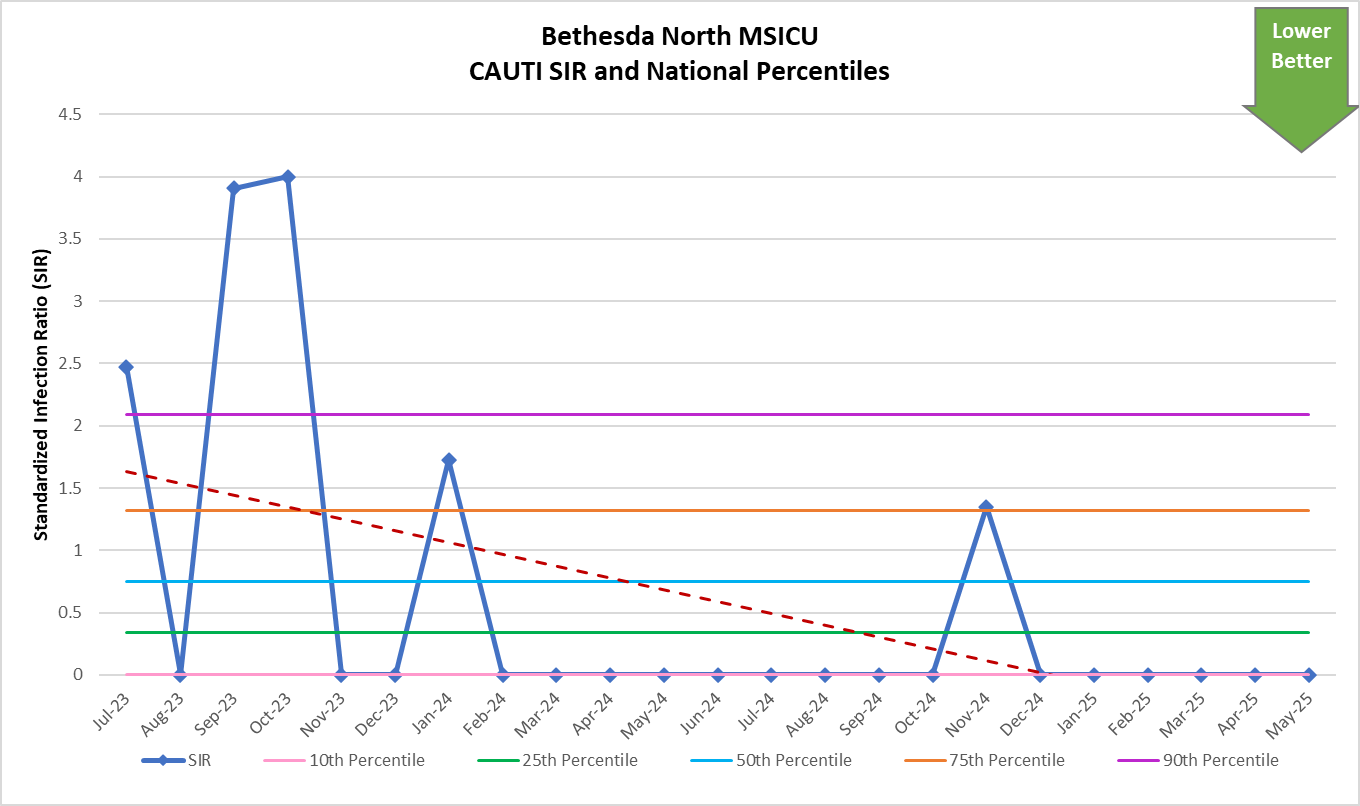 Bethesda North MSICU
CAUTI SIR and National Percentiles
Lower
Better
Standardized Infection Ratio (SIR)
4.5
4
3.5
3
2.5
2
1.5
1
0.5
0
Jul-23
Aug-23
Sep-23
Oct-23
Nov-23
Dec-23
Jan-24
Feb-24
Mar-24
Apr-24
May-24
Jun-24
Jul-24
Aug-24
Sep-24
Oct-24
Nov-24
Dec-24
Jan-25
Feb-25
Mar-25
Apr-25
May-25
SIR
10th Percentile
25th Percentile
50th Percentile
75th Percentile
90th Percentile